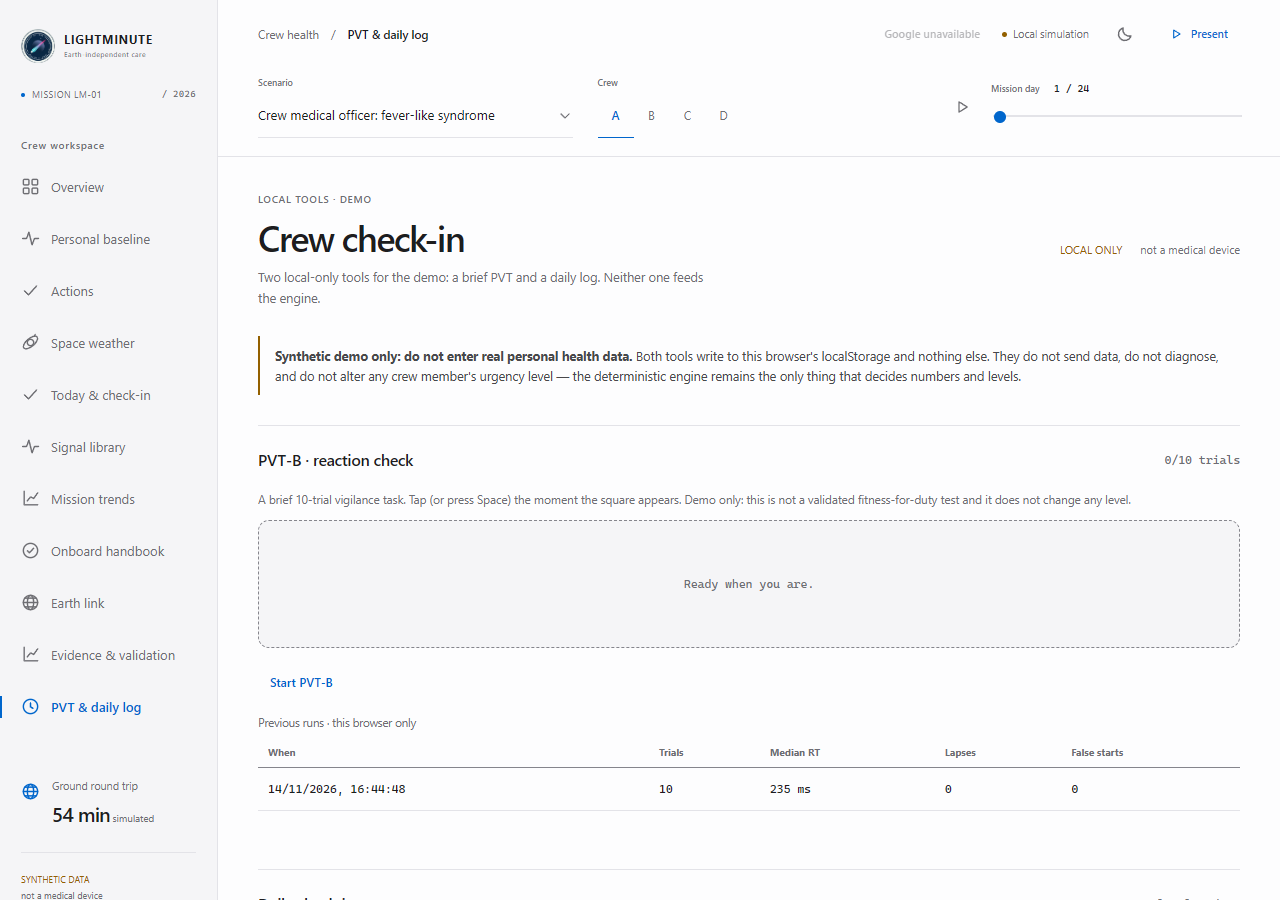 LIGHTMINUTE
Earth-independent care
MISSION LM-01 / 2026
Crew workspace
Overview
Personal baseline
Actions
Space weather
Today & check-in
Signal library
Mission trends
Onboard handbook
Earth link
Evidence & validation
PVT & daily log
Ground round trip
54 min simulated
SYNTHETIC DATA
not a medical device
Crew health / PVT & daily log
Google unavailable
Local simulation
Present
Scenario
Crew medical officer: fever-like syndrome
Crew
A B C D
Mission day 1 / 24
LOCAL TOOLS · DEMO
Crew check-in
LOCAL ONLY not a medical device
Two local-only tools for the demo: a brief PVT and a daily log. Neither one feeds
the engine.
Synthetic demo only: do not enter real personal health data. Both tools write to this browser's localStorage and nothing else. They do not send data, do not diagnose,
and do not alter any crew member's urgency level — the deterministic engine remains the only thing that decides numbers and levels.
PVT-B · reaction check
0/10 trials
A brief 10-trial vigilance task. Tap (or press Space) the moment the square appears. Demo only: this is not a validated fitness-for-duty test and it does not change any level.
Ready when you are.
Start PVT-B
Previous runs · this browser only
When Trials Median RT Lapses False starts
14/11/2026, 16:44:48 10 235 ms 0 0